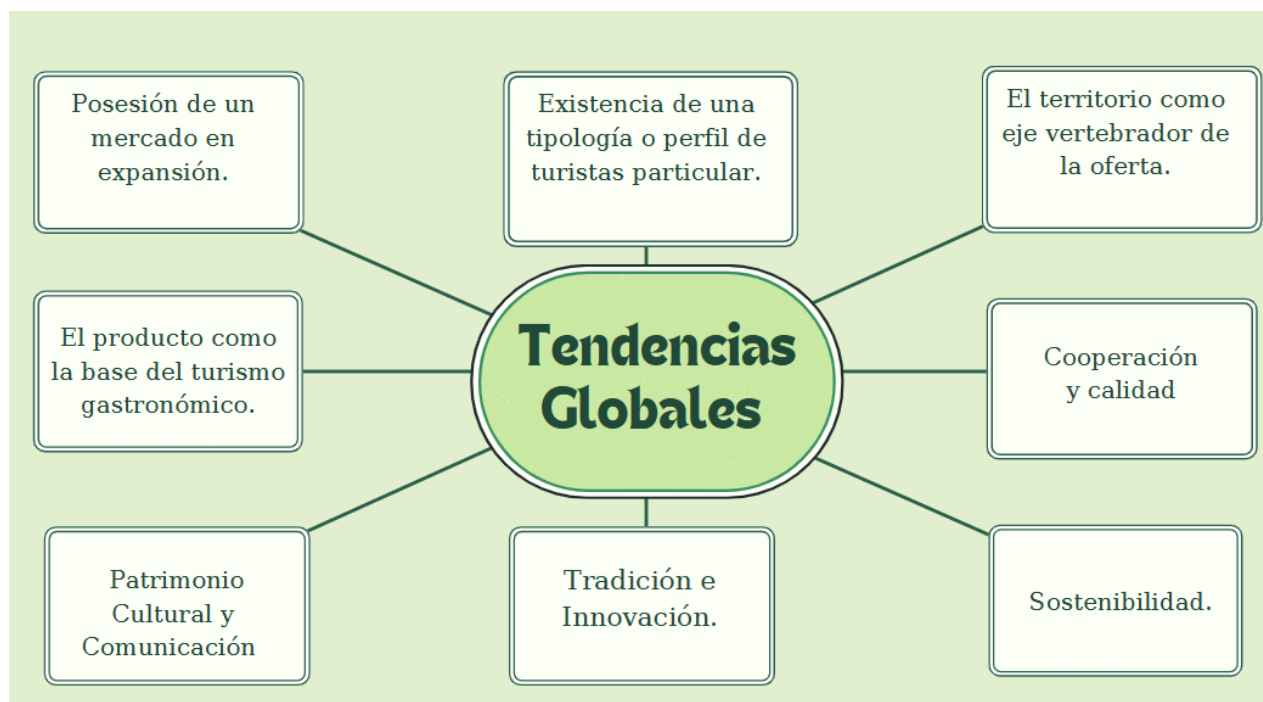 Posesión de un
mercado en
expansión.
Existencia de una
tipología o perfil de
turistas particular.
El territorio como
eje vertebrador de
la oferta.
El producto como
la base del turismo
gastronómico.
Tendencias
Globales
Cooperación
y calidad
Patrimonio
Cultural y
Comunicación
Tradición e
Innovación.
Sostenibilidad.